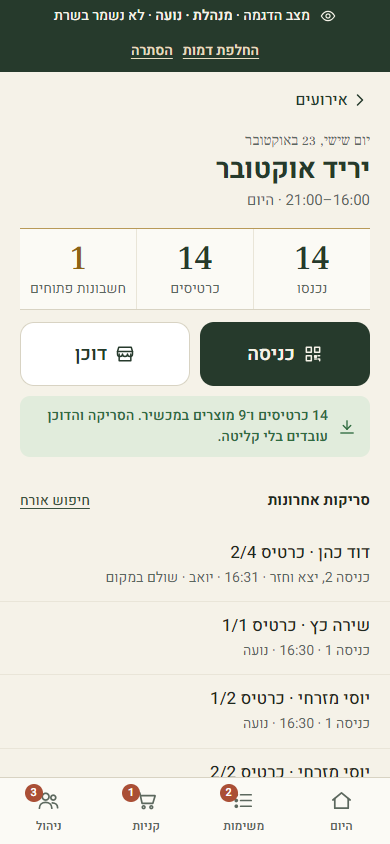 מצב הדגמה · מנהלת · נועה · לא נשמר בשרת
החלפת דמות הסתרה
אירועים
יום שישי, 23 באוקטובר
יריד אוקטובר
16:00–21:00 · היום
14 14 1
נכנסו כרטיסים חשבונות פתוחים
כניסה דוכן
14 כרטיסים ו־9 מוצרים במכשיר. הסריקה והדוכן
עובדים בלי קליטה.
סריקות אחרונות חיפוש אורח
דוד כהן · כרטיס 2/4
כניסה 2, יצא וחזר · 16:31 · יואב · שולם במקום
שירה כץ · כרטיס 1/1
כניסה 1 · 16:30 · נועה
יוסי מזרחי · כרטיס 1/2
כניסה 1 · 16:30 · נועה
יוסי מזרחי · כרטיס 2/2
2 1 3
היום משימות קניות ניהול